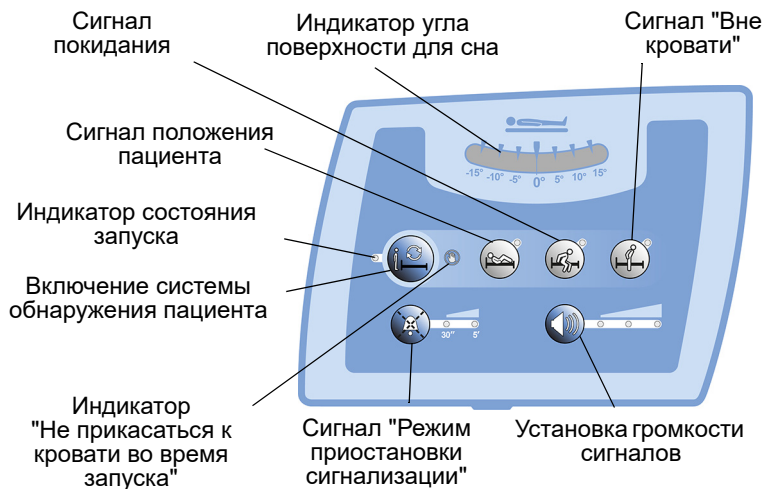 Сигнал
покидания
Индикатор угла
поверхности для сна
Сигнал "Вне
кровати"
Сигнал положения
пациента
-15° -10° -5° 0° 5° 10° 15°
Индикатор состояния
запуска
Включение системы
обнаружения пациента
30" 5'
Индикатор
"Не прикасаться к
кровати во время
запуска"
Сигнал "Режим
приостановки
сигнализации"
Установка громкости
сигналов